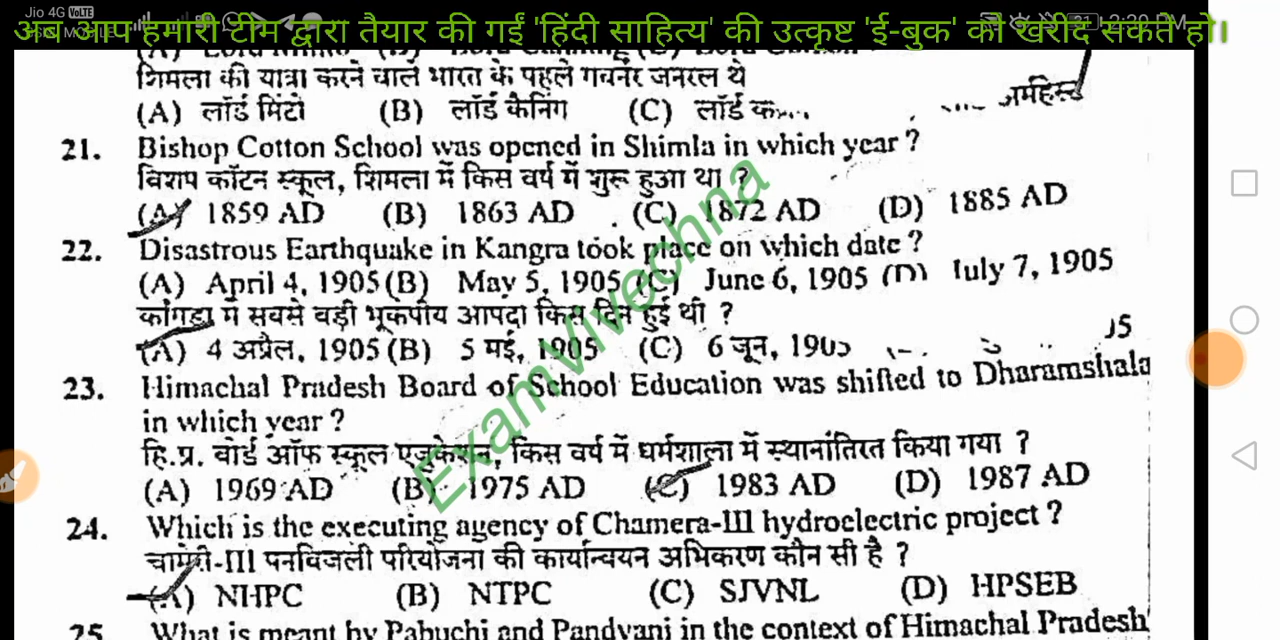 Jio 4G VoLTE
अब आप हमारी टीम द्वारा तैयार की गईं 'हिंदी साहित्य' की उत्कृष्ट 'ई-बुक' को खरीद सकते हो।
शिमला की यात्रा करने वाले भारत के पहले गवर्नर जनरल थे
(A) लॉर्ड मिंटो (B) लॉर्ड कैनिंग (C) लॉर्ड
21. Bishop Cotton School was opened in Shimla in which year ?
विशप कॉटन स्कूल, शिमला में किस वर्ष में शुरू हुआ था ?
(A) 1859 AD (B) 1863 AD (C) 1872 AD (D) 1885 AD
22. Disastrous Earthquake in Kangra took place on which date ?
(A) April 4, 1905 (B) May 5, 1905 (C) June 6, 1905 (D) July 7, 1905
कांगड़ा में सबसे बड़ी भूकंपीय आपदा किस दिन हुई थी ?
(A) 4 अप्रैल, 1905 (B) 5 मई, 1905 (C) 6 जून, 1905
23. Himachal Pradesh Board of School Education was shifted to Dharamshala
in which year ?
हि.प्र. बोर्ड ऑफ स्कूल एजूकेशन, किस वर्ष में धर्मशाला में स्थानांतिरत किया गया ?
(A) 1969 AD (B) 1975 AD (C) 1983 AD (D) 1987 AD
24. Which is the executing agency of Chamera-III hydroelectric project ?
चामेरी-III पनविजली परियोजना की कार्यान्वयन अभिकरण कौन सी है ?
(A) NHPC (B) NTPC (C) SJVNL (D) HPSEB
25. What is meant by Pabuchi and Pandvani in the context of Himachal Pradesh
ExamVivechna